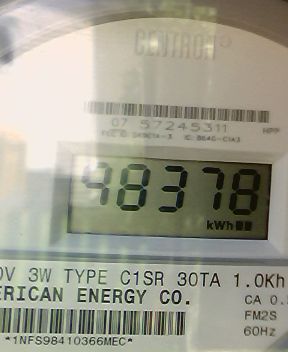 CENTRON©
07 57245311
HPP
98378
kWh
0V 3W TYPE C1SR 30TA 1.0Kh
ERICAN ENERGY CO.
CA 0.
FM2S
*1NFS98410366MEC*
60Hz